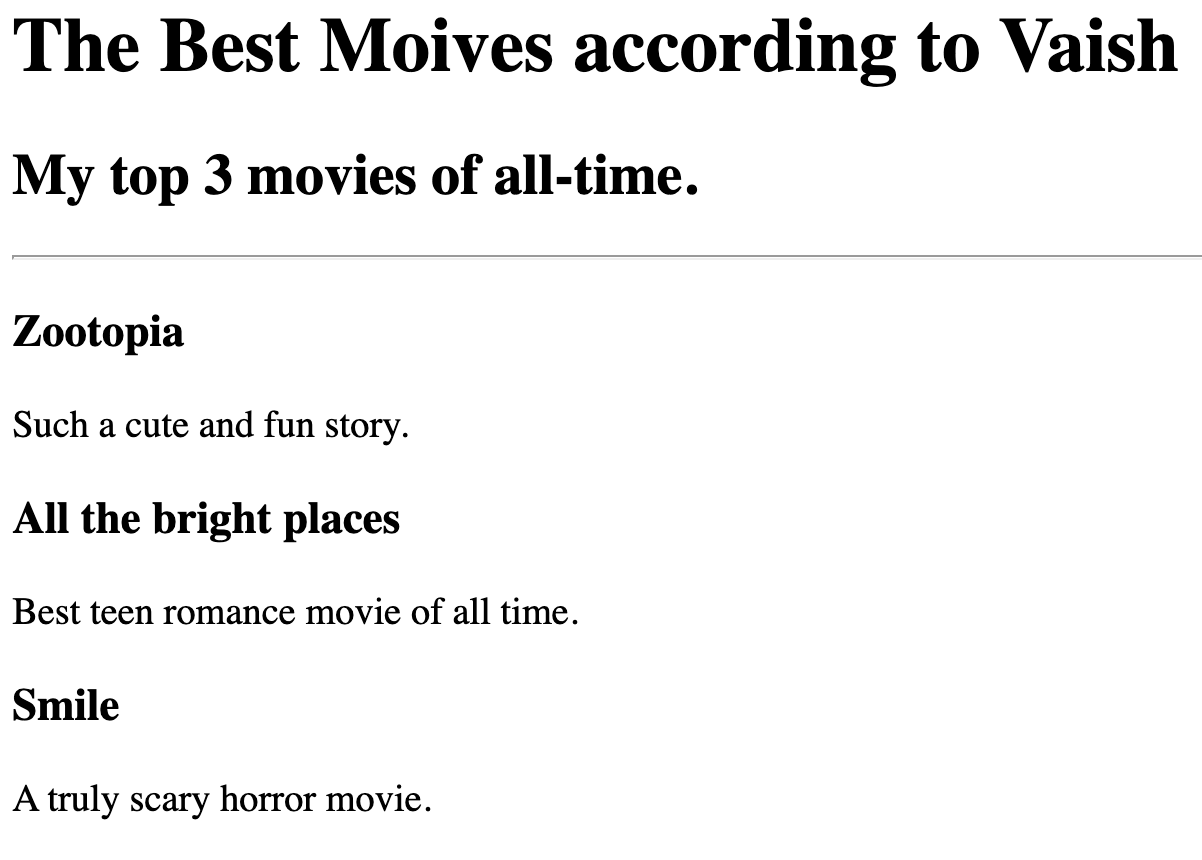 The Best Moives according to Vaish
My top 3 movies of all-time.
Zootopia
Such a cute and fun story.
All the bright places
Best teen romance movie of all time.
Smile
A truly scary horror movie.